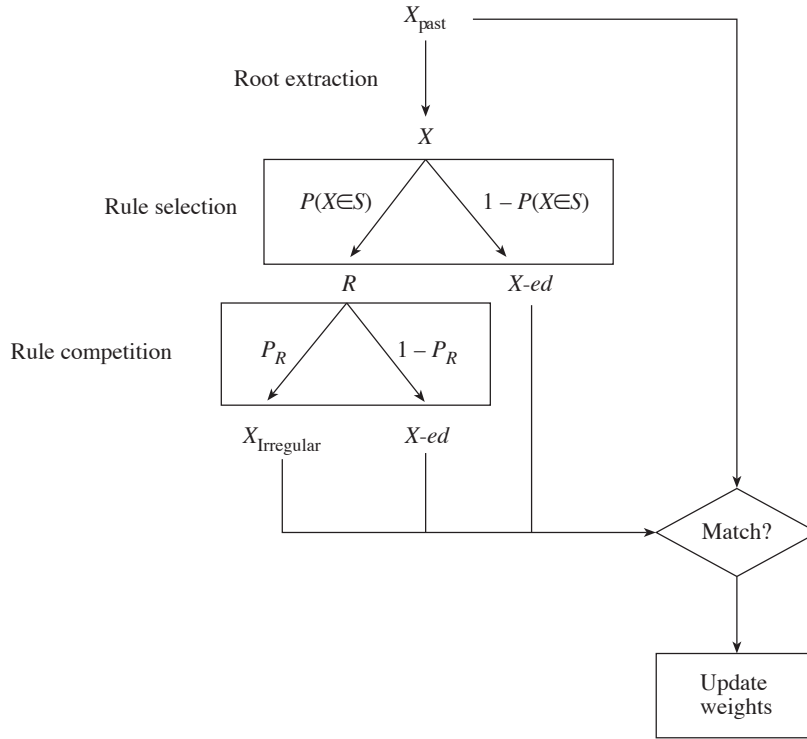 X_past
Root extraction
X
Rule selection
P(X∈S)
1 – P(X∈S)
R
X-ed
Rule competition
P_R
1 – P_R
X_Irregular
X-ed
Match?
Update
weights